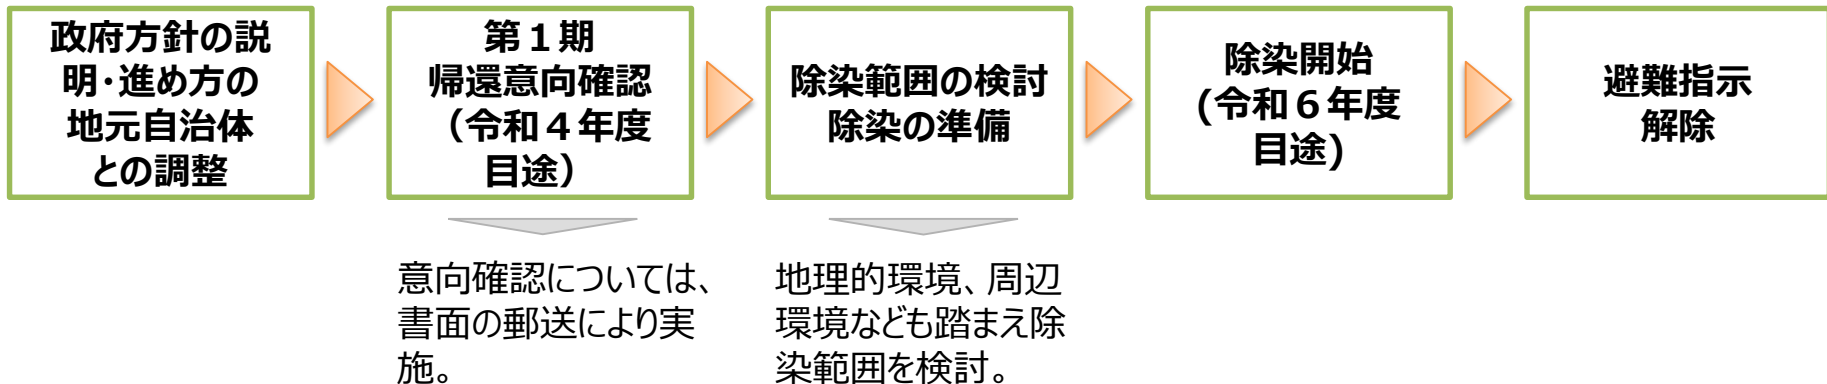 政府方針の説
明・進め方の
地元自治体
との調整
第１期
帰還意向確認
（令和４年度
目途）
除染範囲の検討
除染の準備
除染開始
(令和６年度
目途)
避難指示
解除
意向確認については、
書面の郵送により実
施。
地理的環境、周辺
環境なども踏まえ除
染範囲を検討。